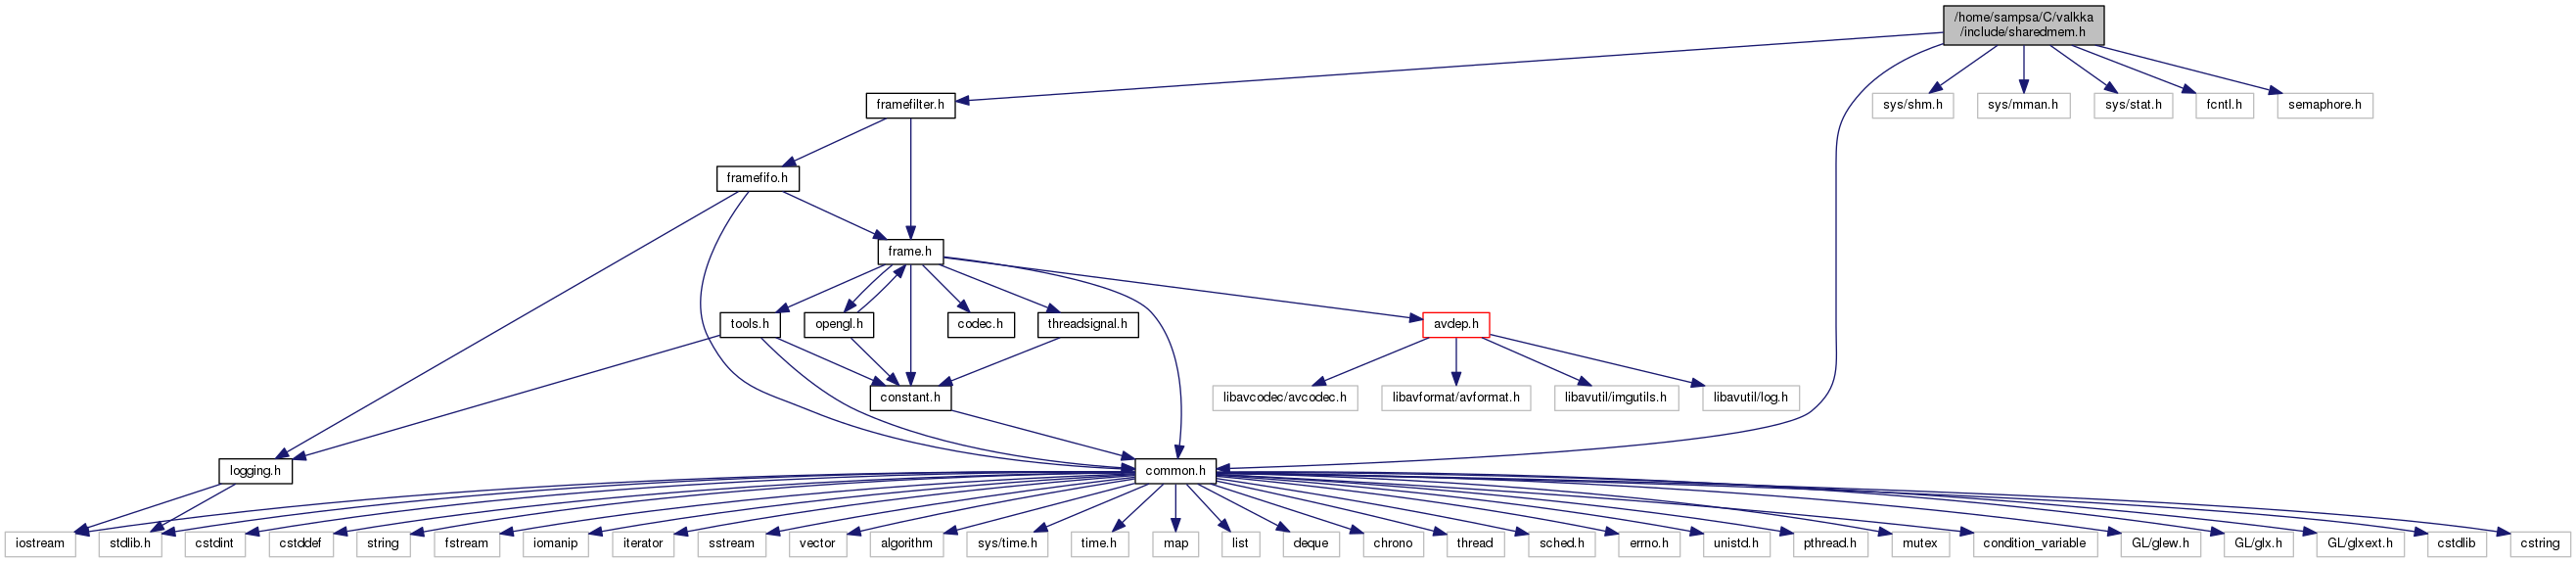 /home/sampsa/C/valkka
/include/sharedmem.h
framefilter.h
sys/shm.h
sys/mman.h
sys/stat.h
fcntl.h
semaphore.h
framefifo.h
frame.h
tools.h
opengl.h
codec.h
threadsignal.h
avdep.h
constant.h
libavcodec/avcodec.h
libavformat/avformat.h
libavutil/imgutils.h
libavutil/log.h
logging.h
common.h
iostream
stdlib.h
cstdint
cstddef
string
fstream
iomanip
iterator
sstream
vector
algorithm
sys/time.h
time.h
map
list
deque
chrono
thread
sched.h
errno.h
unistd.h
pthread.h
mutex
condition_variable
GL/glew.h
GL/glx.h
GL/glxext.h
cstdlib
cstring